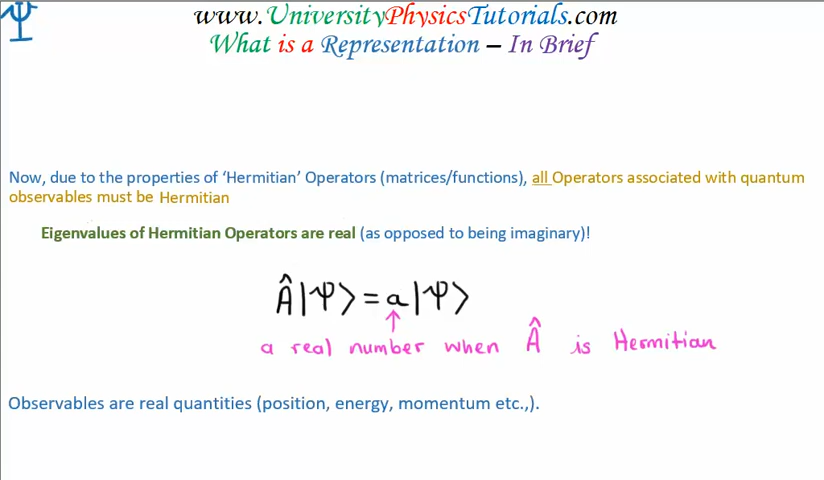 www.UniversityPhysicsTutorials.com
What is a Representation – In Brief
Now, due to the properties of ‘Hermitian’ Operators (matrices/functions), all Operators associated with quantum
observables must be Hermitian
Eigenvalues of Hermitian Operators are real (as opposed to being imaginary)!
Â|Ψ⟩ = a|Ψ⟩
a real number when Â is Hermitian
Observables are real quantities (position, energy, momentum etc.,).